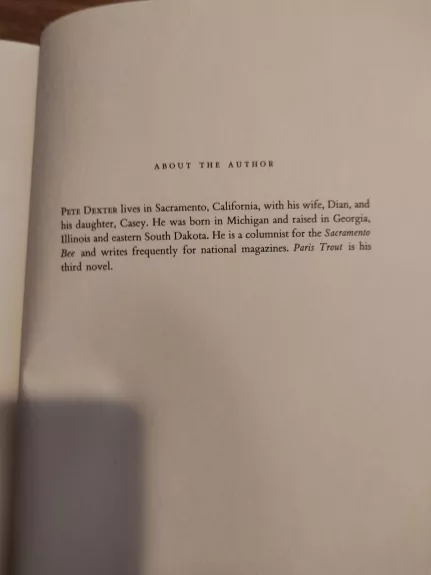 ABOUT THE AUTHOR
PETE DEXTER lives in Sacramento, California, with his wife, Dian, and
his daughter, Casey. He was born in Michigan and raised in Georgia,
Illinois and eastern South Dakota. He is a columnist for the Sacramento
Bee and writes frequently for national magazines. Paris Trout is his
third novel.